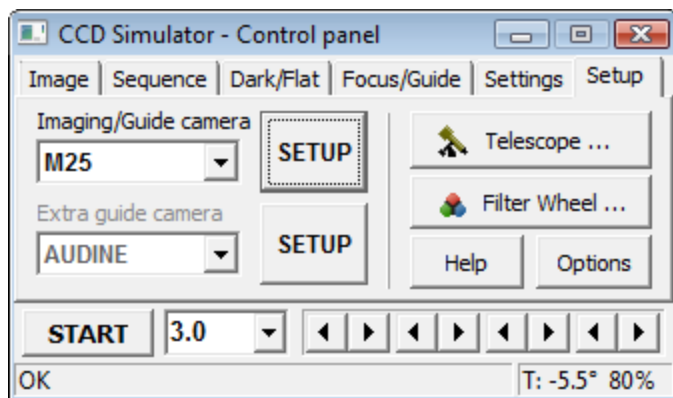 CCD Simulator - Control panel
Image Sequence Dark/Flat Focus/Guide Settings Setup
Imaging/Guide camera
M25
SETUP
Extra guide camera
AUDINE
SETUP
Telescope ...
Filter Wheel ...
Help
Options
START 3.0
OK T: -5.5° 80%